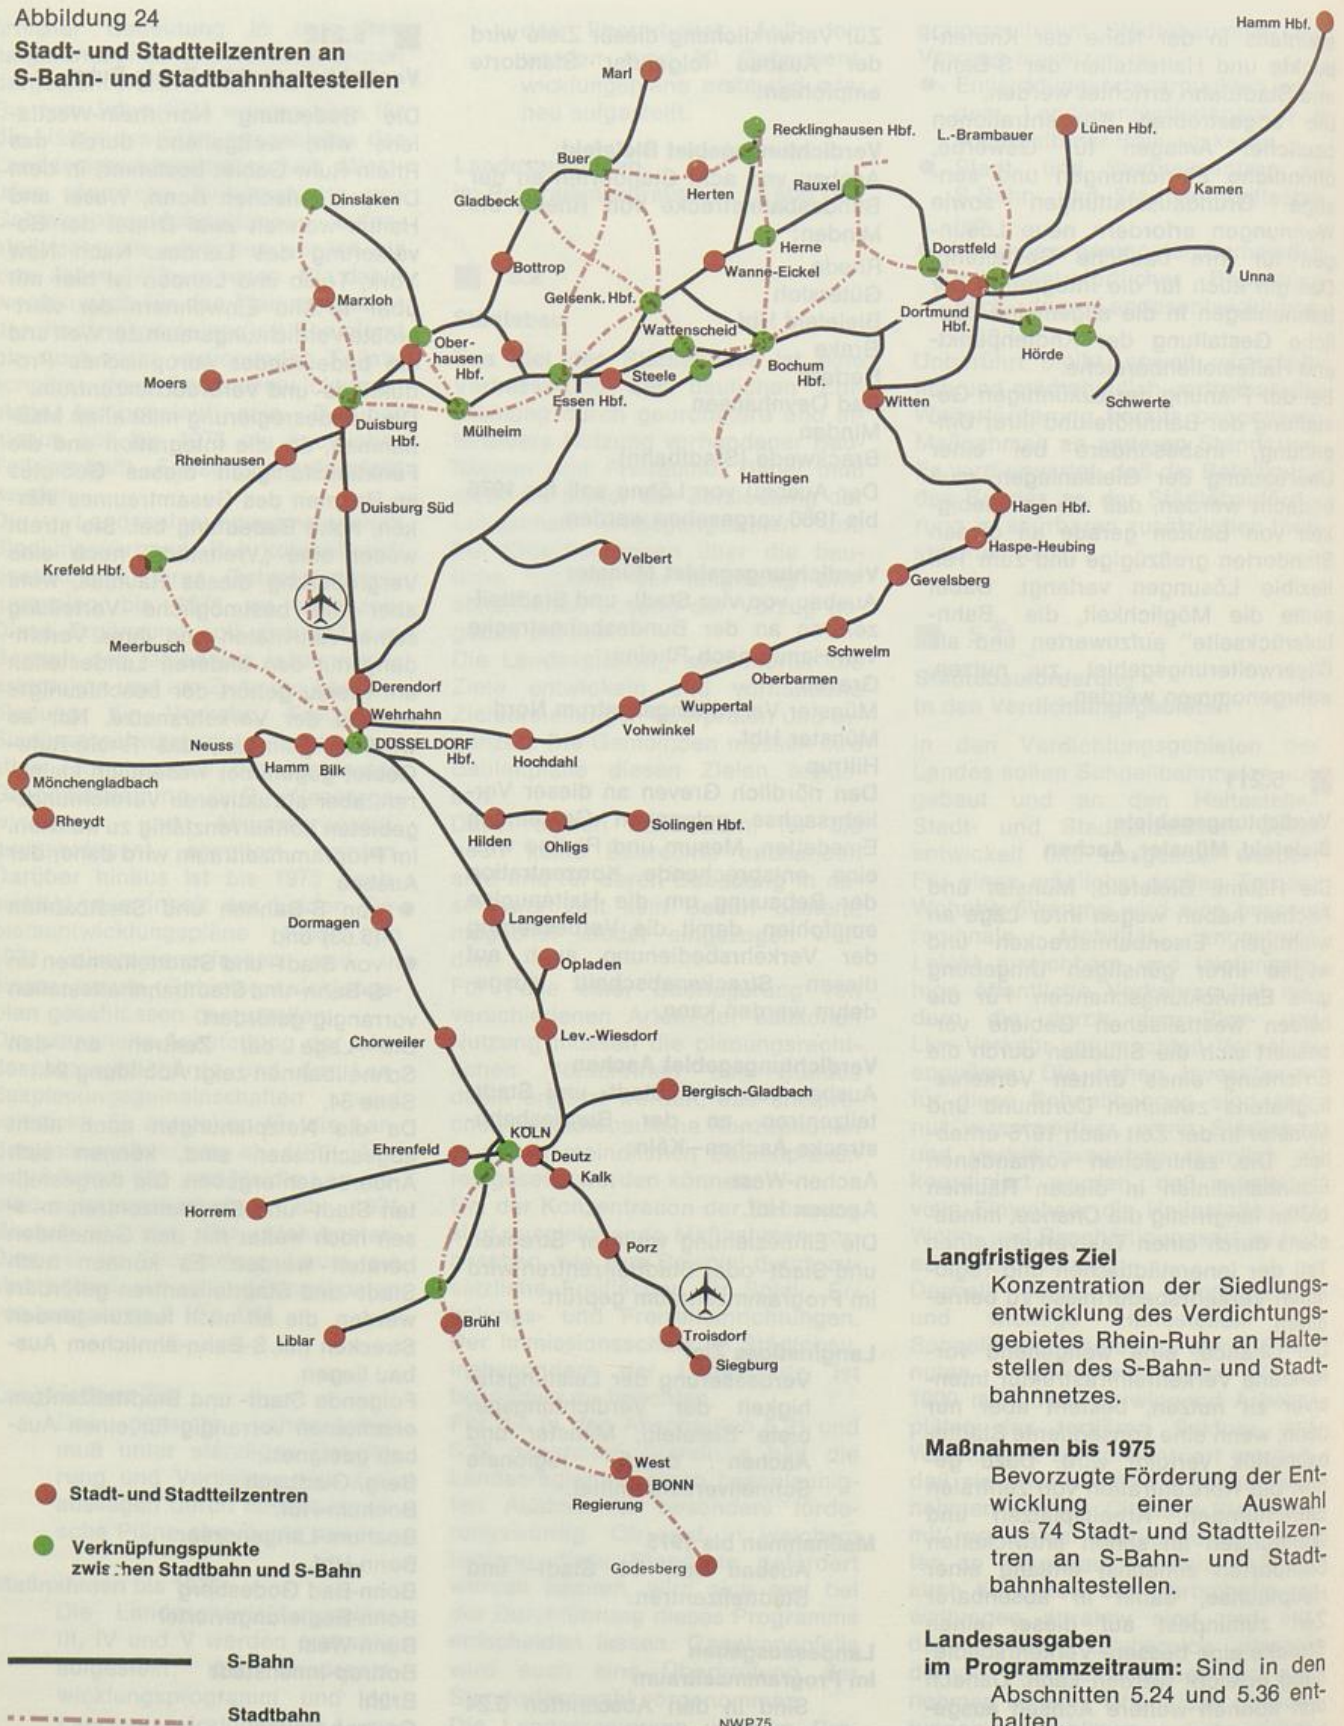 Abbildung 24
Stadt- und Stadtteilzentren an
S-Bahn- und Stadtbahnhaltestellen
Hamm Hbf.
Marl
Recklinghausen Hbf.
L.-Brambauer
Lünen Hbf.
Buer
Herten
Rauxel
Kamen
Dinslaken
Gladbeck
Herne
Dorstfeld
Bottrop
Wanne-Eickel
Unna
Marxloh
Gelsenk. Hbf.
Wattenscheid
Dortmund
Hbf.
Ober-
hausen
Hbf.
Hörde
Moers
Steele
Bochum
Hbf.
Essen Hbf.
Witten
Schwerte
Duisburg
Hbf.
Mülheim
Rheinhausen
Hattingen
Duisburg Süd
Hagen Hbf.
Haspe-Heubing
Velbert
Krefeld Hbf.
Gevelsberg
Meerbusch
Schwelm
Oberbarmen
Derendorf
Wuppertal
Wehrhahn
Vohwinkel
Neuss
DÜSSELDORF
Hbf.
Hamm
Bilk
Hochdahl
Mönchengladbach
Rheydt
Hilden
Ohligs
Solingen Hbf.
Dormagen
Langenfeld
Opladen
Chorweiler
Lev.-Wiesdorf
Bergisch-Gladbach
KÖLN
Ehrenfeld
Deutz
Kalk
Horrem
Porz
Brühl
Liblar
Troisdorf
Siegburg
West
BONN
Regierung
Godesberg
Stadt-und Stadtteilzentren
Verknüpfungspunkte
zwischen Stadtbahn und S-Bahn
S-Bahn
Stadtbahn
NWP75
Langfristiges Ziel
Konzentration der Siedlungs-
entwicklung des Verdichtungs-
gebietes Rhein-Ruhr an Halte-
stellen des S-Bahn- und Stadt-
bahnnetzes.
Maßnahmen bis 1975
Bevorzugte Förderung der Ent-
wicklung einer Auswahl
aus 74 Stadt- und Stadtteilzen-
tren an S-Bahn- und Stadt-
bahnhaltestellen.
Landesausgaben
im Programmzeitraum: Sind in den
Abschnitten 5.24 und 5.36 ent-
halten.